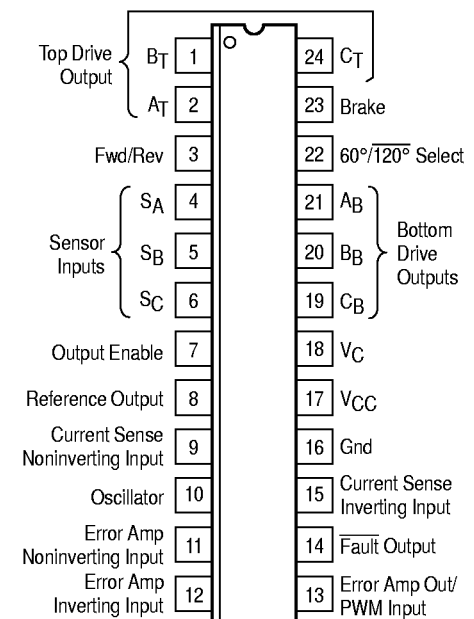 Top Drive
Output
BT 1
AT 2
Fwd/Rev 3
Sensor
Inputs
SA 4
SB 5
SC 6
Output Enable 7
Reference Output 8
Current Sense
Noninverting Input 9
Oscillator 10
Error Amp
Noninverting Input 11
Error Amp
Inverting Input 12
24 CT
23 Brake
22 60°/120° Select
21 AB
20 BB
19 CB
Bottom
Drive
Outputs
18 VC
17 VCC
16 Gnd
15 Current Sense
Inverting Input
14 Fault Output
13 Error Amp Out/
PWM Input